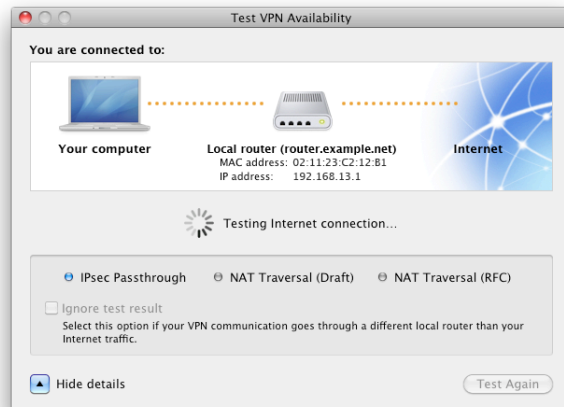 Test VPN Availability
You are connected to:
Your computer
Local router (router.example.net)
MAC address: 02:11:23:C2:12:B1
IP address: 192.168.13.1
Internet
Testing Internet connection...
IPsec Passthrough
NAT Traversal (Draft)
NAT Traversal (RFC)
Ignore test result
Select this option if your VPN communication goes through a different local router than your
Internet traffic.
Hide details
Test Again